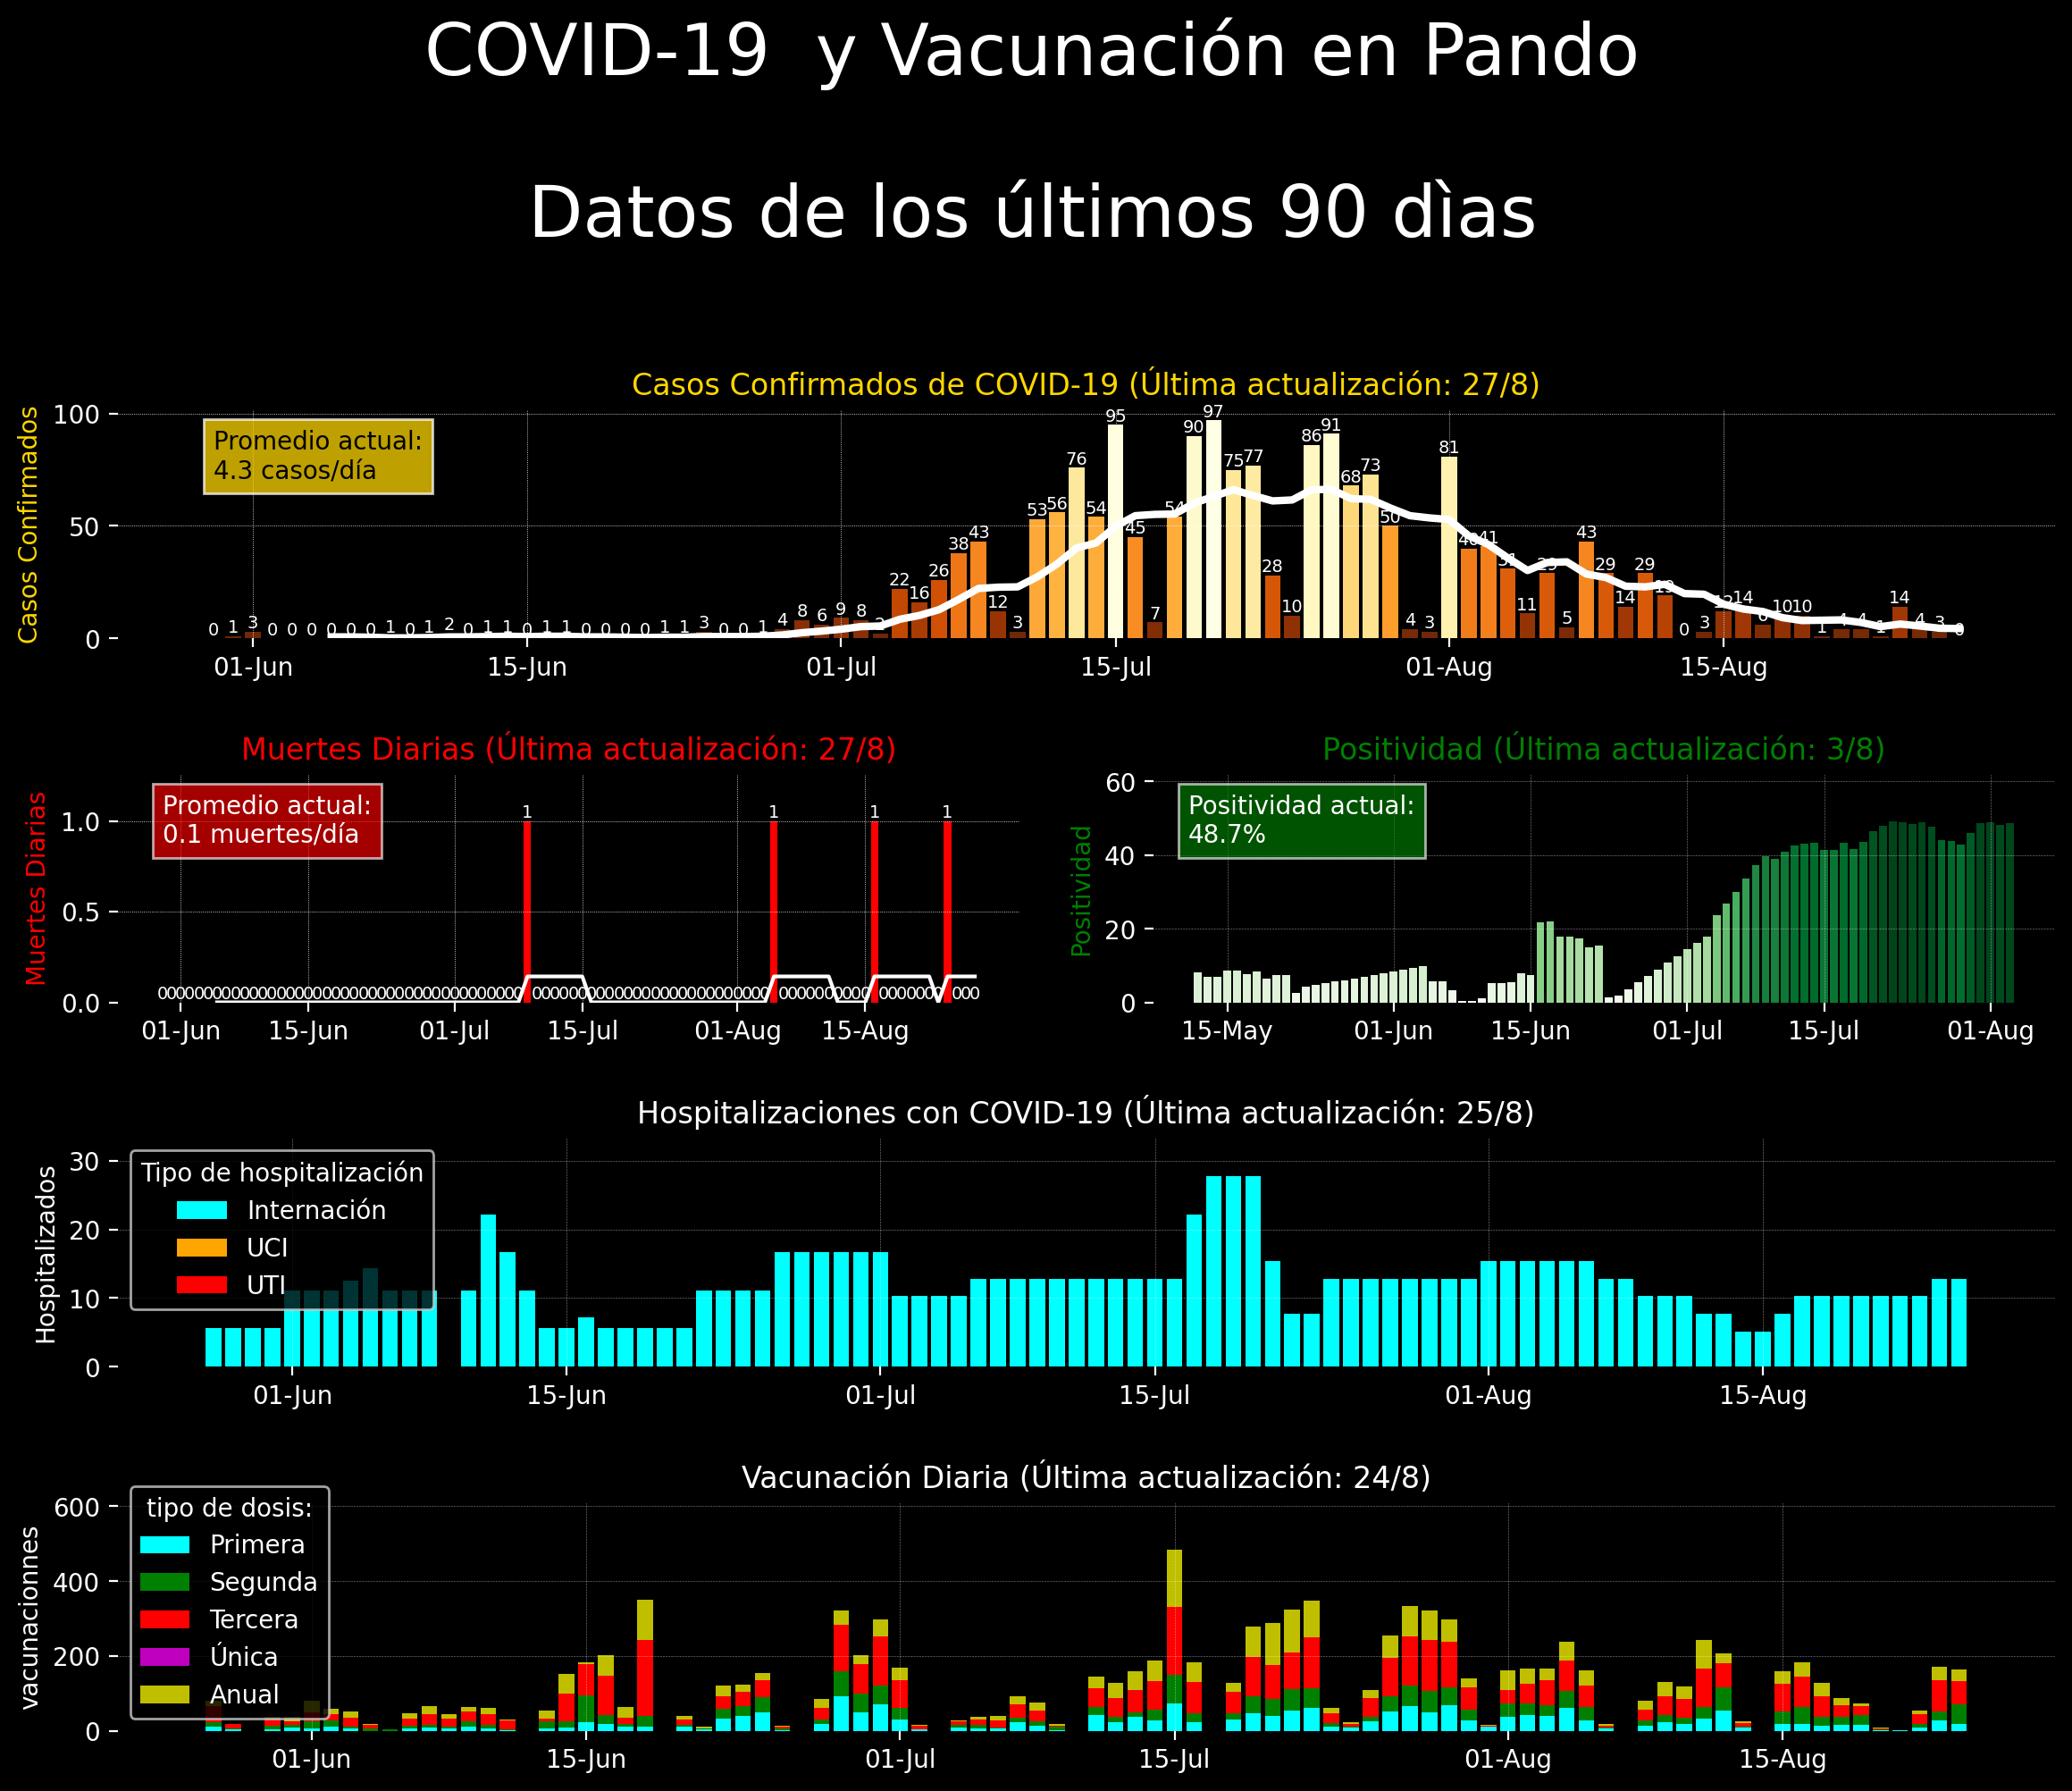 COVID-19  y Vacunación en Pando
Datos de los últimos 90 dìas
Casos Confirmados de COVID-19 (Última actualización: 27/8)
Casos Confirmados
100
50
0
Promedio actual:
4.3 casos/día
0 1 3 0 0 0 0 0 0 1 0 1 2 0 1 1 0 1 1 0 0 0 0 1 1 3 0 0 1 4 8 6 9 8 2 22 16 26 38 43 12 3 53 56 76 54 95 45 7 54 90 97 75 77 28 10 86 91 68 73 50 4 3 81 40 41 31 11 29 5 43 29 14 29 19 0 3 12 14 6 10 10 1 4 4 1 14 4 3 0
01-Jun 15-Jun 01-Jul 15-Jul 01-Aug 15-Aug
Muertes Diarias (Última actualización: 27/8)
Muertes Diarias
1.0
0.5
0.0
Promedio actual:
0.1 muertes/día
1 1 1 1
01-Jun 15-Jun 01-Jul 15-Jul 01-Aug 15-Aug
Positividad (Última actualización: 3/8)
Positividad
60
40
20
0
Positividad actual:
48.7%
15-May 01-Jun 15-Jun 01-Jul 15-Jul 01-Aug
Hospitalizaciones con COVID-19 (Última actualización: 25/8)
Hospitalizados
30
20
10
0
Tipo de hospitalización
Internación
UCI
UTI
01-Jun 15-Jun 01-Jul 15-Jul 01-Aug 15-Aug
Vacunación Diaria (Última actualización: 24/8)
vacunacionnes
600
400
200
0
tipo de dosis:
Primera
Segunda
Tercera
Única
Anual
01-Jun 15-Jun 01-Jul 15-Jul 01-Aug 15-Aug